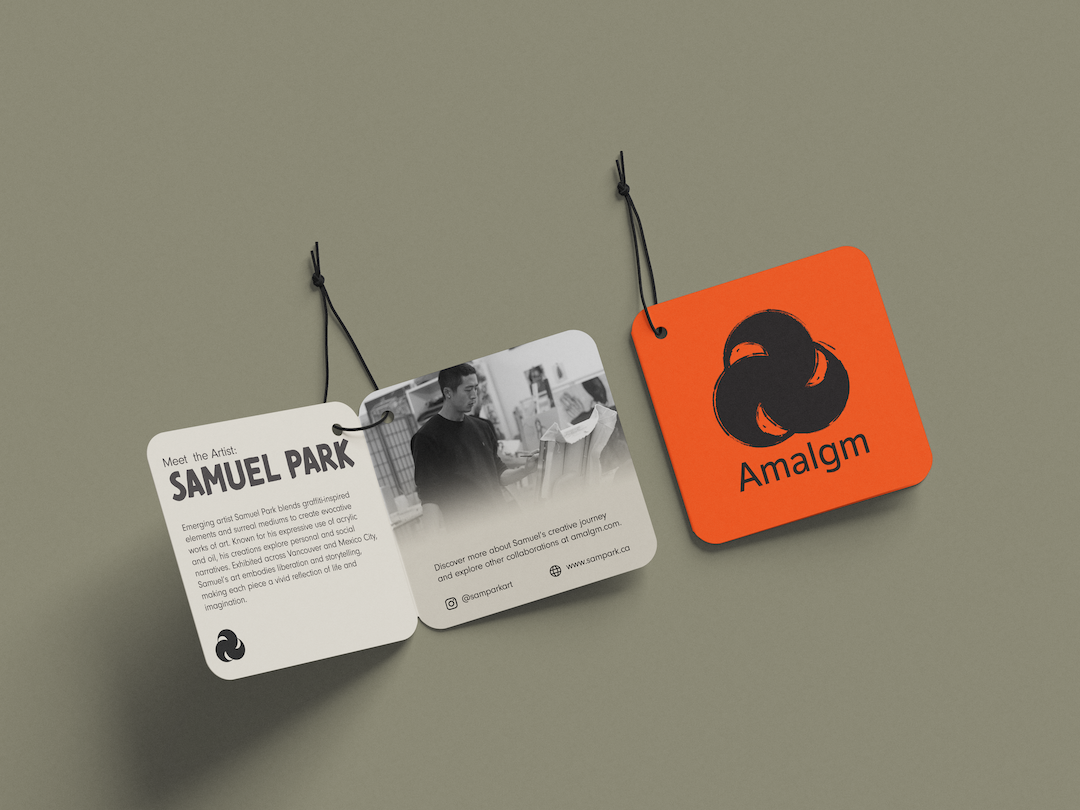 Meet the Artist:
SAMUEL PARK
Emerging artist Samuel Park blends graffiti-inspired
elements and surreal mediums to create evocative
works of art. Known for his expressive use of acrylic
and oil, his creations explore personal and social
narratives. Exhibited across Vancouver and Mexico City,
Samuel's art embodies liberation and storytelling,
making each piece a vivid reflection of life and
imagination.
Discover more about Samuel's creative journey
and explore other collaborations at amalgm.com.
@samparkart
www.sampark.ca
Amalgm